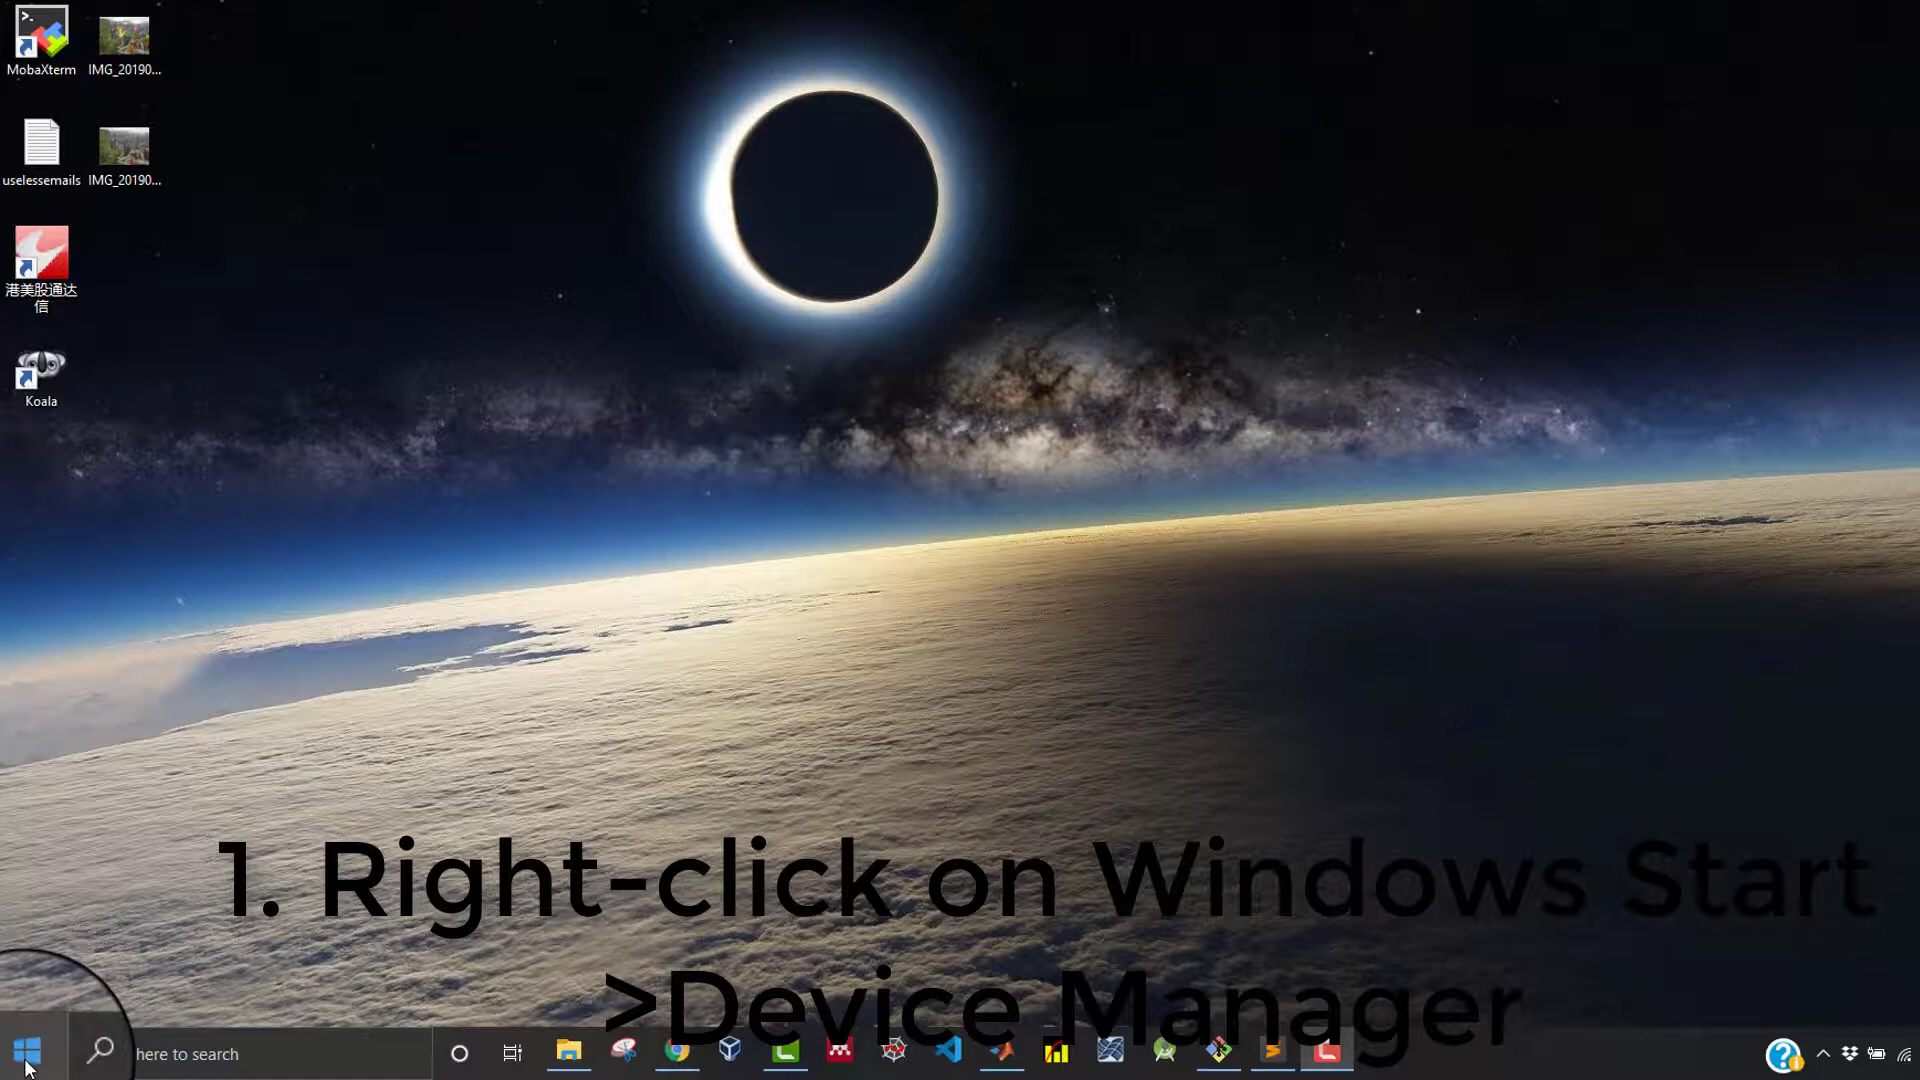 MobaXterm
IMG_20190...
uselessemails
IMG_20190...
港美股通达
信
Koala
1. Right-click on Windows Start
>Device Manager
here to search